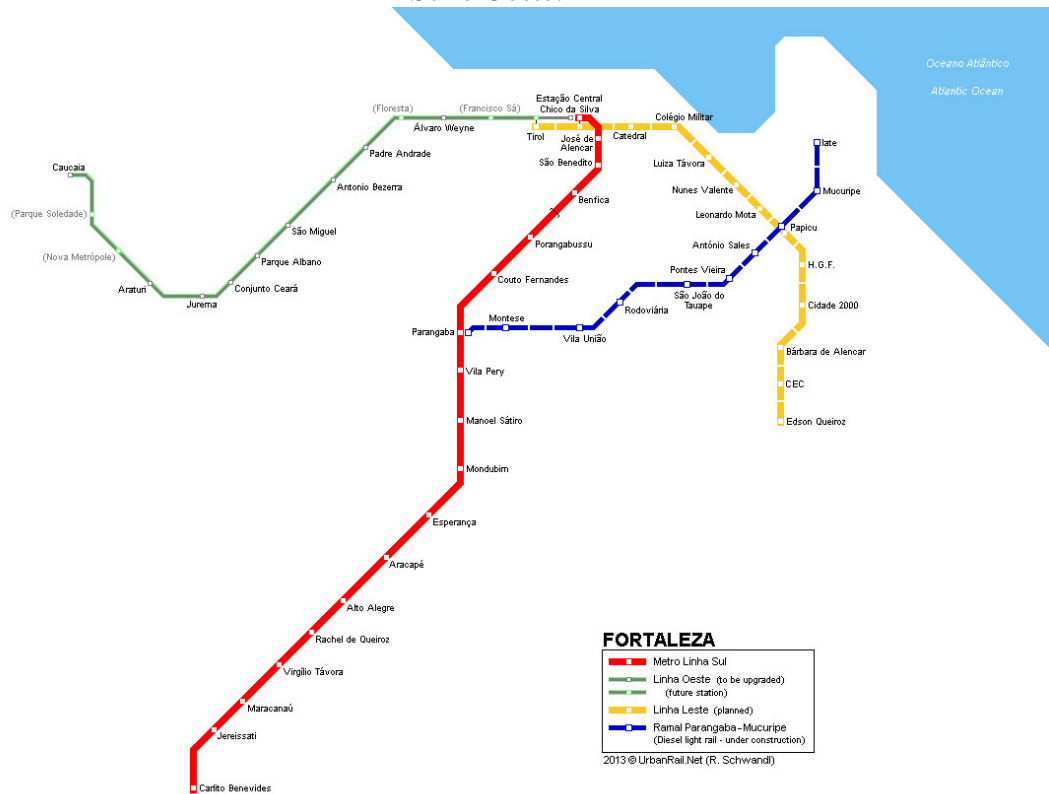 Oceano Atlântico
Atlantic Ocean
Estação Central
Chico da Silva
(Floresta)
(Francisco Sá)
Álvaro Weyne
Tirol
José de
Alencar
Catedral
Colégio Militar
Iate
Padre Andrade
São Benedito
Luiza Távora
Caucaia
Antonio Bezerra
Benfica
Nunes Valente
Mucuripe
(Parque Soledade)
Leonardo Mota
São Miguel
Papicu
Porangabussu
António Sales
(Nova Metrópole)
Parque Albano
H.G.F.
Pontes Vieira
Couto Fernandes
Araturi
Conjunto Ceará
São João do
Tauape
Jurema
Rodoviária
Cidade 2000
Montese
Parangaba
Vila União
Bárbara de Alencar
Vila Pery
CEC
Manoel Sátiro
Edson Queiroz
Mondubim
Esperança
Aracapé
Alto Alegre
Rachel de Queiroz
Virgílio Távora
Maracanaú
Jereissati
Carlito Benevides
FORTALEZA
Metro Linha Sul
Linha Oeste (to be upgraded)
(future station)
Linha Leste (planned)
Ramal Parangaba-Mucuripe
(Diesel light rail - under construction)
2013 © UrbanRail.Net (R. Schwandl)